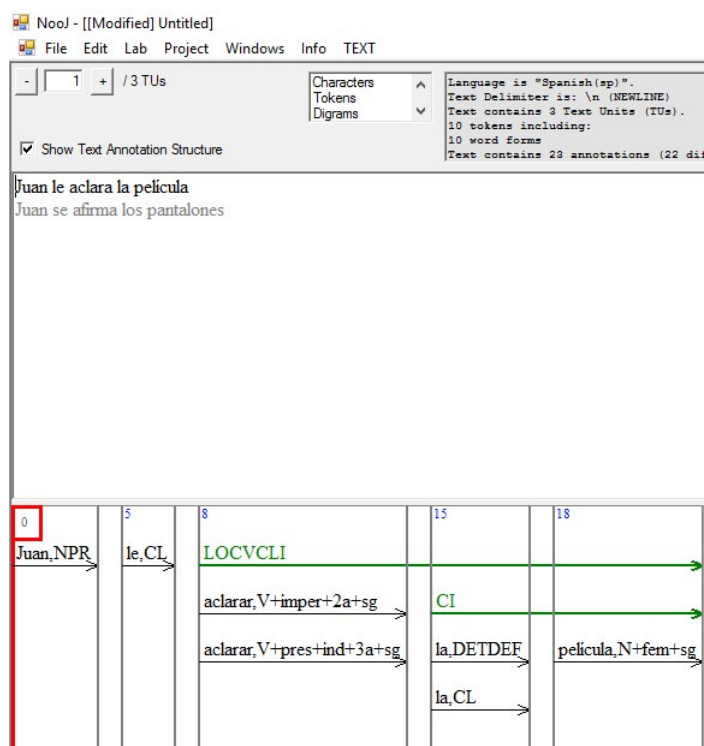 NooJ - [[Modified] Untitled]
File Edit Lab Project Windows Info TEXT
- 1 + / 3 TUs
Characters
Tokens
Digrams
Language is "Spanish(sp)".
Text Delimiter is: \n (NEWLINE)
Text contains 3 Text Units (TUs).
10 tokens including:
10 word forms
Text contains 23 annotations (22 dif
Show Text Annotation Structure
Juan le aclara la película
Juan se afirma los pantalones
0 5 8 15 18
Juan,NPR le,CL LOCVCLI
aclarar,V+imper+2a+sg CI
aclarar,V+pres+ind+3a+sg la,DETDEF película,N+fem+sg
la,CL